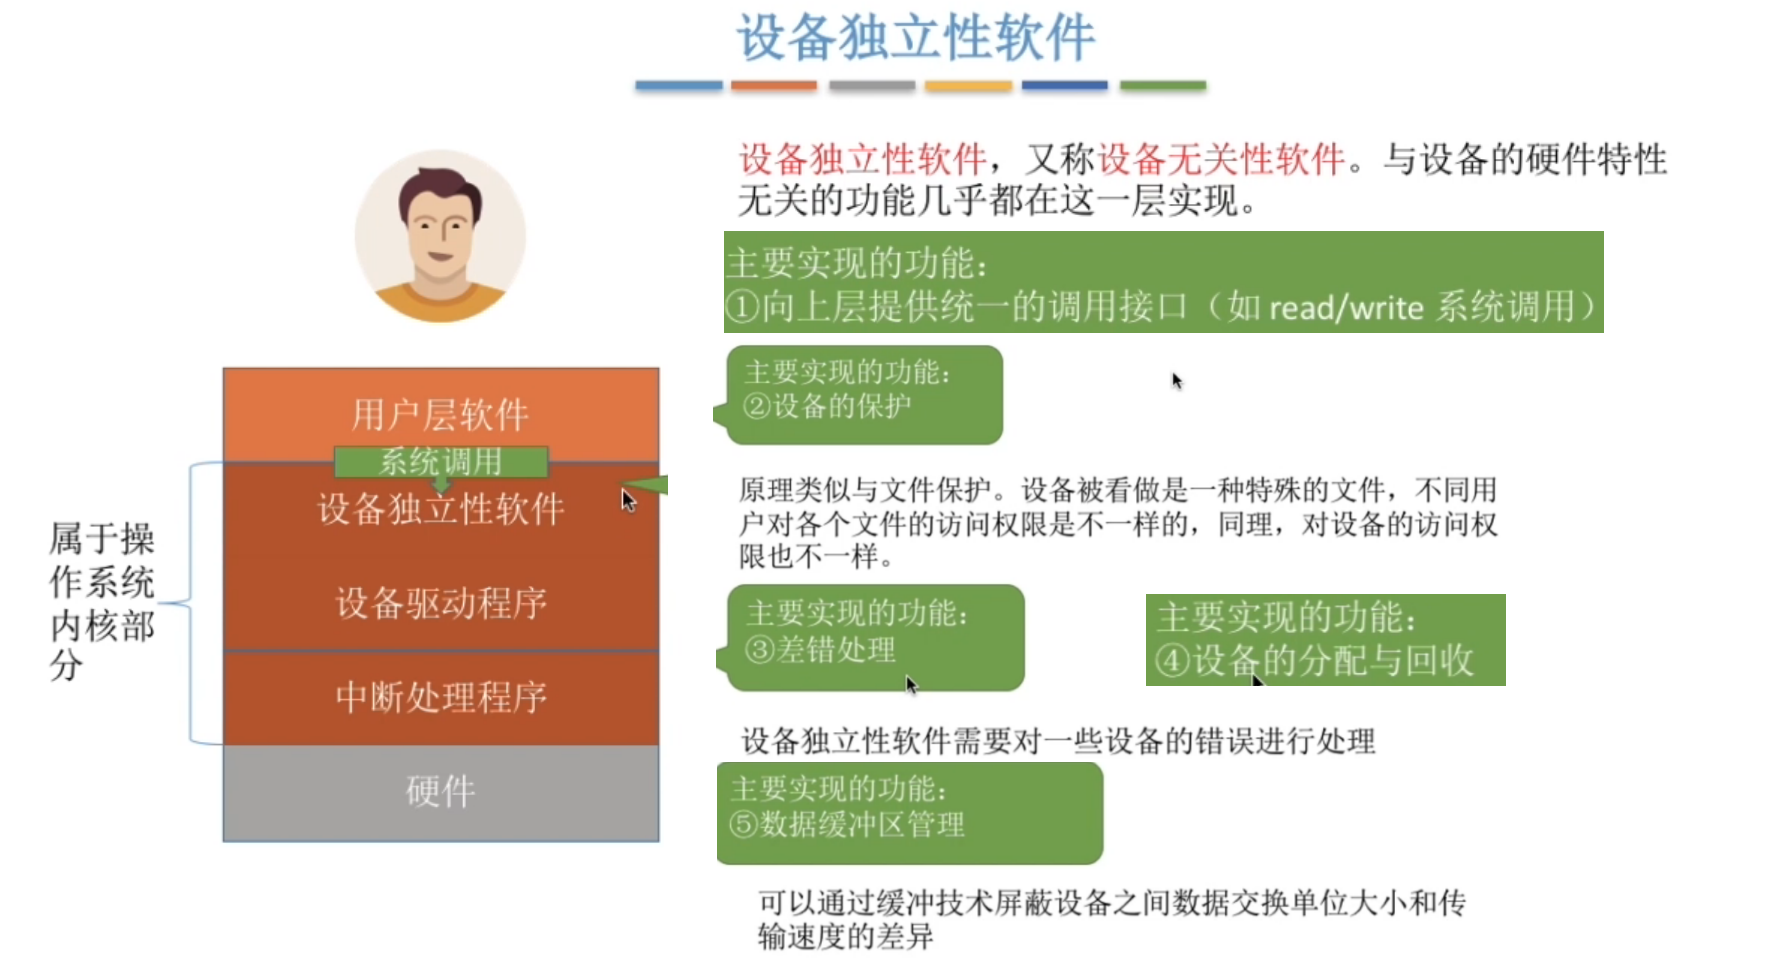 设备独立性软件
设备独立性软件，又称设备无关性软件。与设备的硬件特性
无关的功能几乎都在这一层实现。
主要实现的功能：
①向上层提供统一的调用接口（如 read/write 系统调用）
主要实现的功能：
②设备的保护
原理类似与文件保护。设备被看做是一种特殊的文件，不同用
户对各个文件的访问权限是不一样的，同理，对设备的访问权
限也不一样。
主要实现的功能：
③差错处理
主要实现的功能：
④设备的分配与回收
设备独立性软件需要对一些设备的错误进行处理
主要实现的功能：
⑤数据缓冲区管理
可以通过缓冲技术屏蔽设备之间数据交换单位大小和传
输速度的差异
用户层软件
系统调用
设备独立性软件
设备驱动程序
中断处理程序
硬件
属于操
作系统
内核部
分